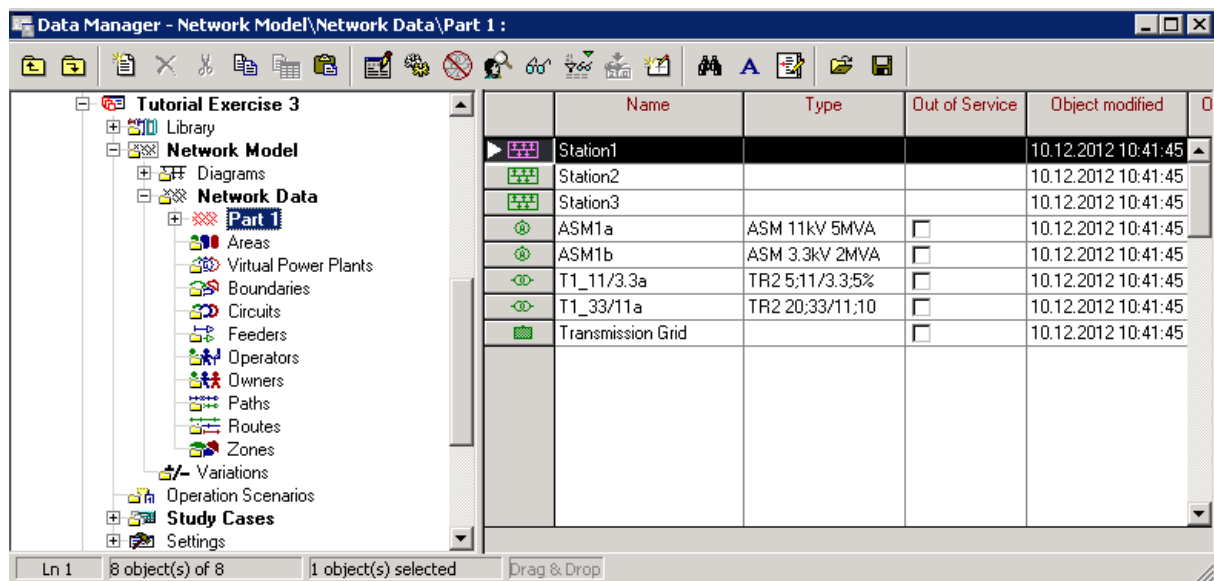 Data Manager - Network Model\Network Data\Part 1 :
Tutorial Exercise 3
Library
Network Model
Diagrams
Network Data
Part 1
Areas
Virtual Power Plants
Boundaries
Circuits
Feeders
Operators
Owners
Paths
Routes
Zones
Variations
Operation Scenarios
Study Cases
Settings
Name Type Out of Service Object modified O
Station1 10.12.2012 10:41:45
Station2 10.12.2012 10:41:45
Station3 10.12.2012 10:41:45
ASM1a ASM 11kV 5MVA 10.12.2012 10:41:45
ASM1b ASM 3.3kV 2MVA 10.12.2012 10:41:45
T1_11/3.3a TR2 5;11/3.3;5% 10.12.2012 10:41:45
T1_33/11a TR2 20;33/11;10 10.12.2012 10:41:45
Transmission Grid 10.12.2012 10:41:45
Ln 1 8 object(s) of 8 1 object(s) selected Drag & Drop